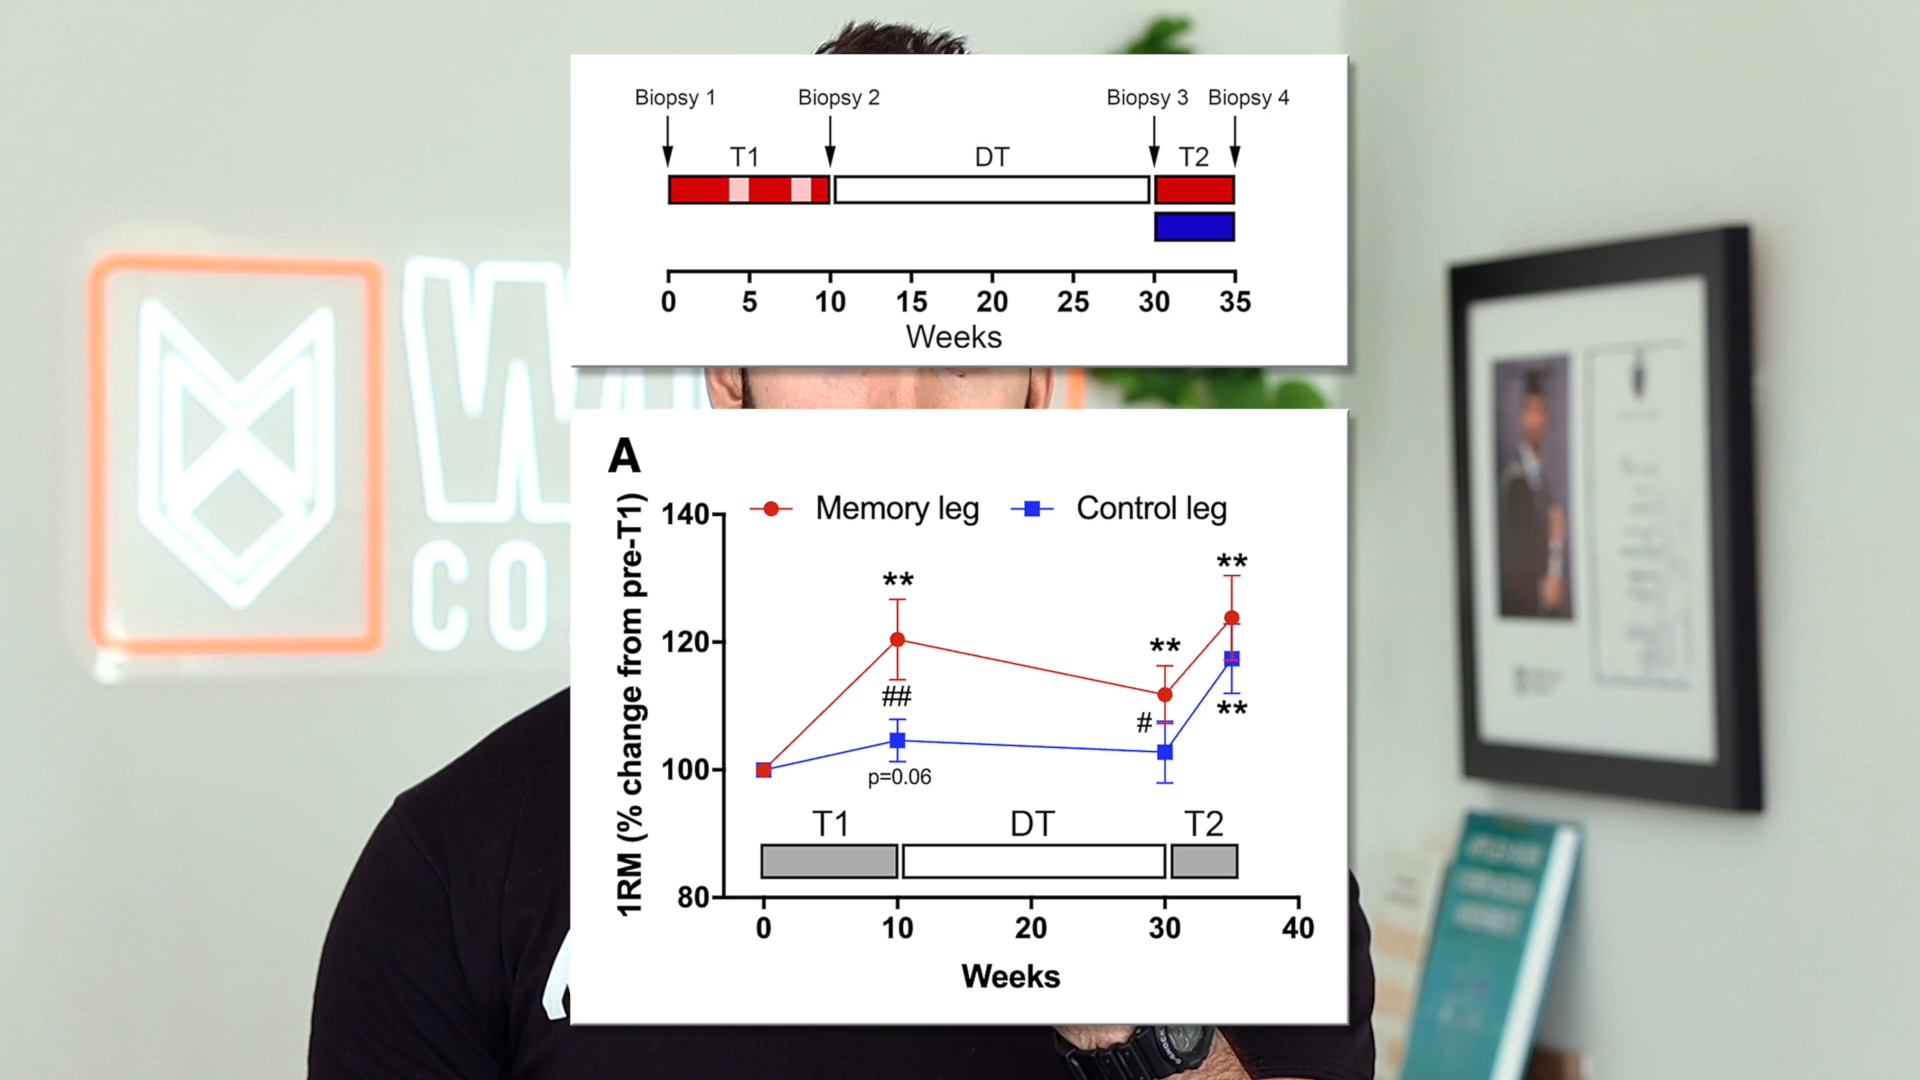 Biopsy 1 Biopsy 2 Biopsy 3 Biopsy 4
T1 DT T2
0 5 10 15 20 25 30 35
Weeks
A
1RM (% change from pre-T1)
Memory leg Control leg
140
120
100
80
** ** **
## # **
p=0.06
T1 DT T2
0 10 20 30 40
Weeks
CO
G-SHOCK